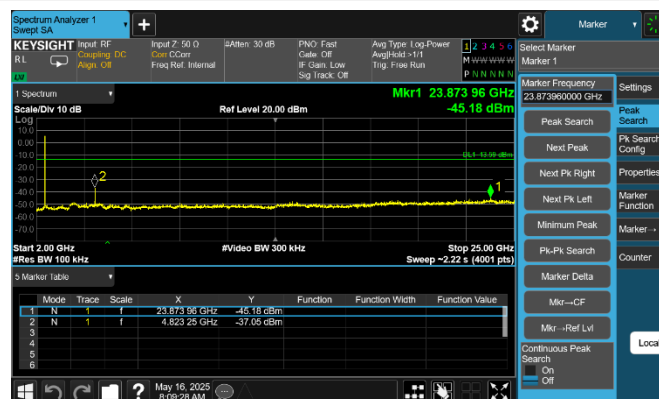 Spectrum Analyzer 1
Swept SA
+
Marker
KEYSIGHT
RL
Input: RF
Coupling: DC
Align: Off
Input Z: 50 Ω
Corr CCorr
Freq Ref: Internal
#Atten: 30 dB
PNO: Fast
Gate: Off
IF Gain: Low
Sig Track: Off
Avg Type: Log-Power
Avg|Hold:>1/1
Trig: Free Run
1 2 3 4 5 6
M W W W W W
P N N N N N
LXI
1 Spectrum
Scale/Div 10 dB
Ref Level 20.00 dBm
Mkr1 23.873 96 GHz
-45.18 dBm
Log
10.0
0.00
-10.0
-20.0
-30.0
-40.0
-50.0
-60.0
-70.0
2
1
Start 2.00 GHz
#Video BW 300 kHz
Stop 25.00 GHz
#Res BW 100 kHz
Sweep ~2.22 s (4001 pts)
5 Marker Table
Mode Trace Scale X Y Function Function Width Function Value
1 N 1 f 23.873 96 GHz -45.18 dBm
2 N 1 f 4.823 25 GHz -37.05 dBm
3
4
5
6
May 16, 2025
8:09:28 AM
Select Marker
Marker 1
Marker Frequency
23.873960000 GHz
Peak Search
Next Peak
Next Pk Right
Next Pk Left
Minimum Peak
Pk-Pk Search
Marker Delta
Mkr→CF
Mkr→Ref Lvl
Continuous Peak
Search
On
Off
Settings
Peak
Search
Pk Search
Config
Properties
Marker
Function
Marker→
Counter
Local